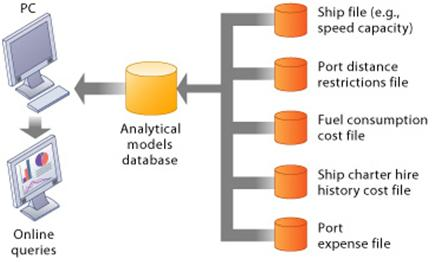 PC
Ship file (e.g.,
speed capacity)
Port distance
restrictions file
Analytical
models
database
Fuel consumption
cost file
Ship charter hire
history cost file
Online
queries
Port
expense file